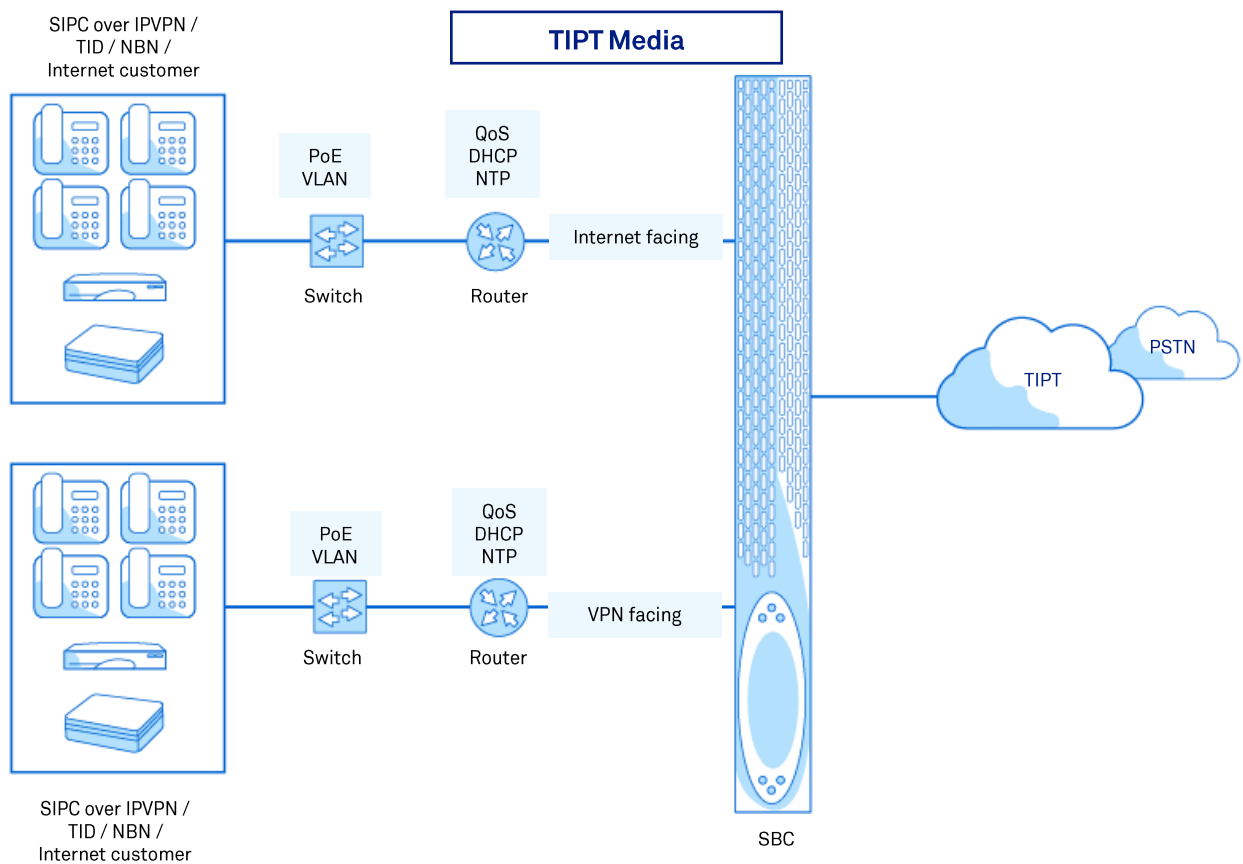 SIPC over IPVPN /
TID / NBN /
Internet customer
TIPT Media
PoE
VLAN
QoS
DHCP
NTP
Internet facing
Switch
Router
TIPT
PSTN
PoE
VLAN
QoS
DHCP
NTP
VPN facing
Switch
Router
SIPC over IPVPN /
TID / NBN /
Internet customer
SBC